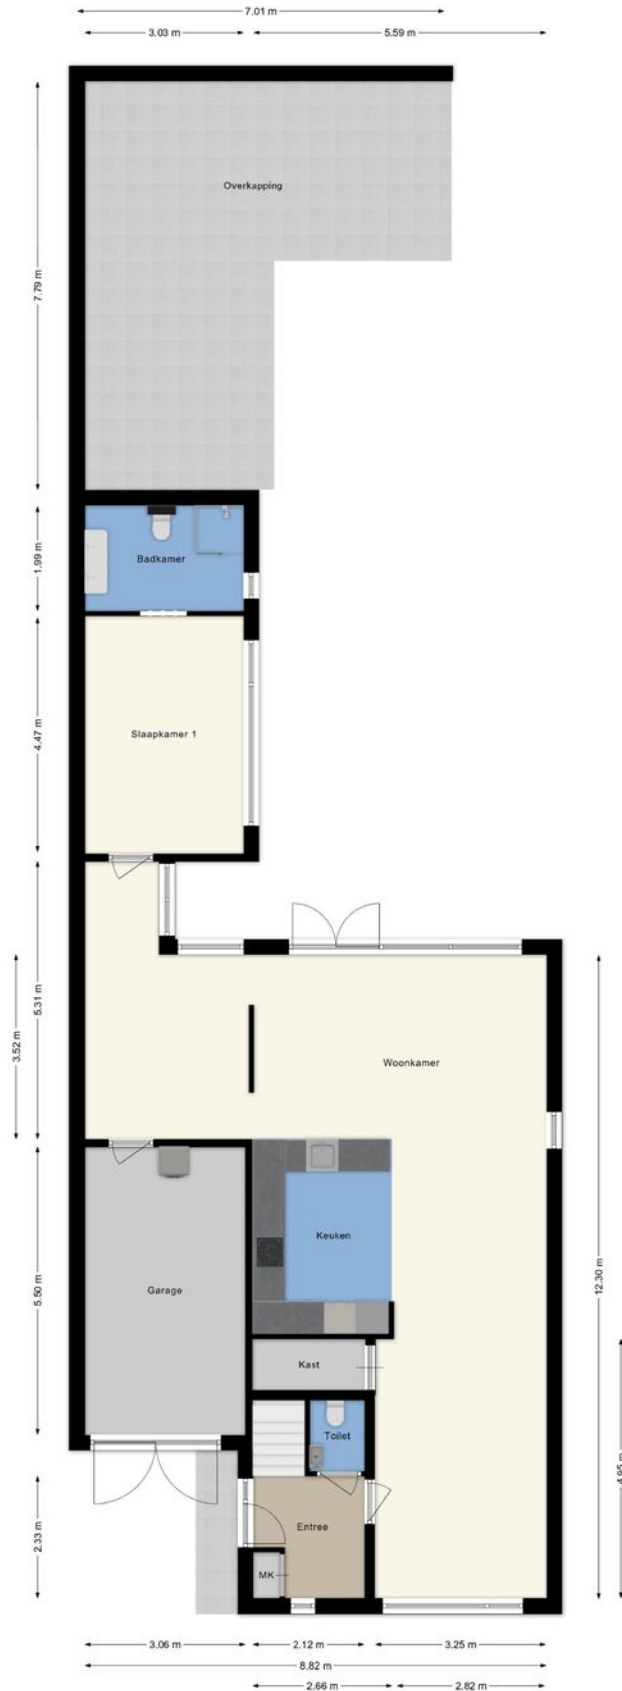 7.01 m
3.03 m
5.59 m
Overkapping
7.79 m
Badkamer
1.99 m
Slaapkamer 1
4.47 m
5.31 m
3.52 m
Woonkamer
Keuken
Garage
5.50 m
12.30 m
Kast
Toilet
4.95 m
Entree
2.33 m
MK
3.06 m
2.12 m
3.25 m
8.82 m
2.66 m
2.82 m